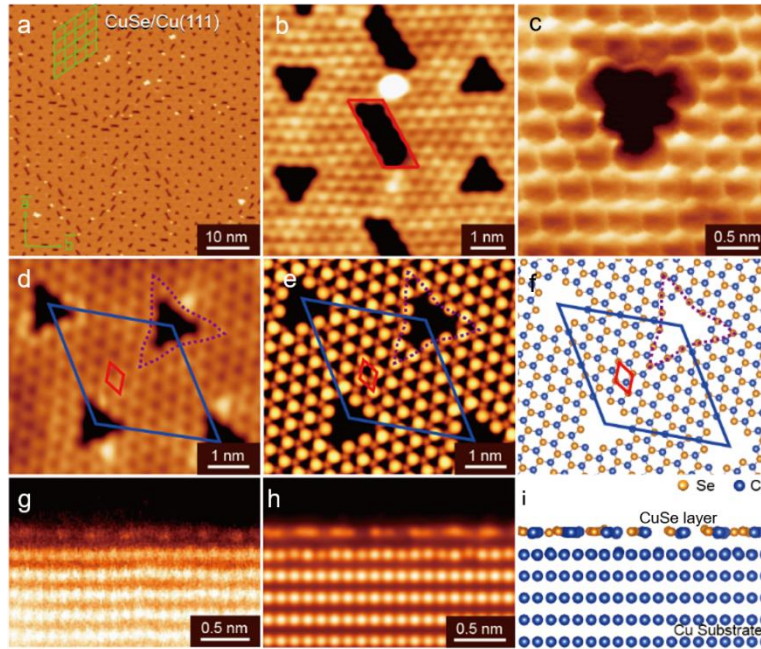 a
CuSe/Cu(111)
10 nm
b
1 nm
c
0.5 nm
d
1 nm
e
1 nm
f
Se
C
g
0.5 nm
h
0.5 nm
i
CuSe layer
Cu Substrate